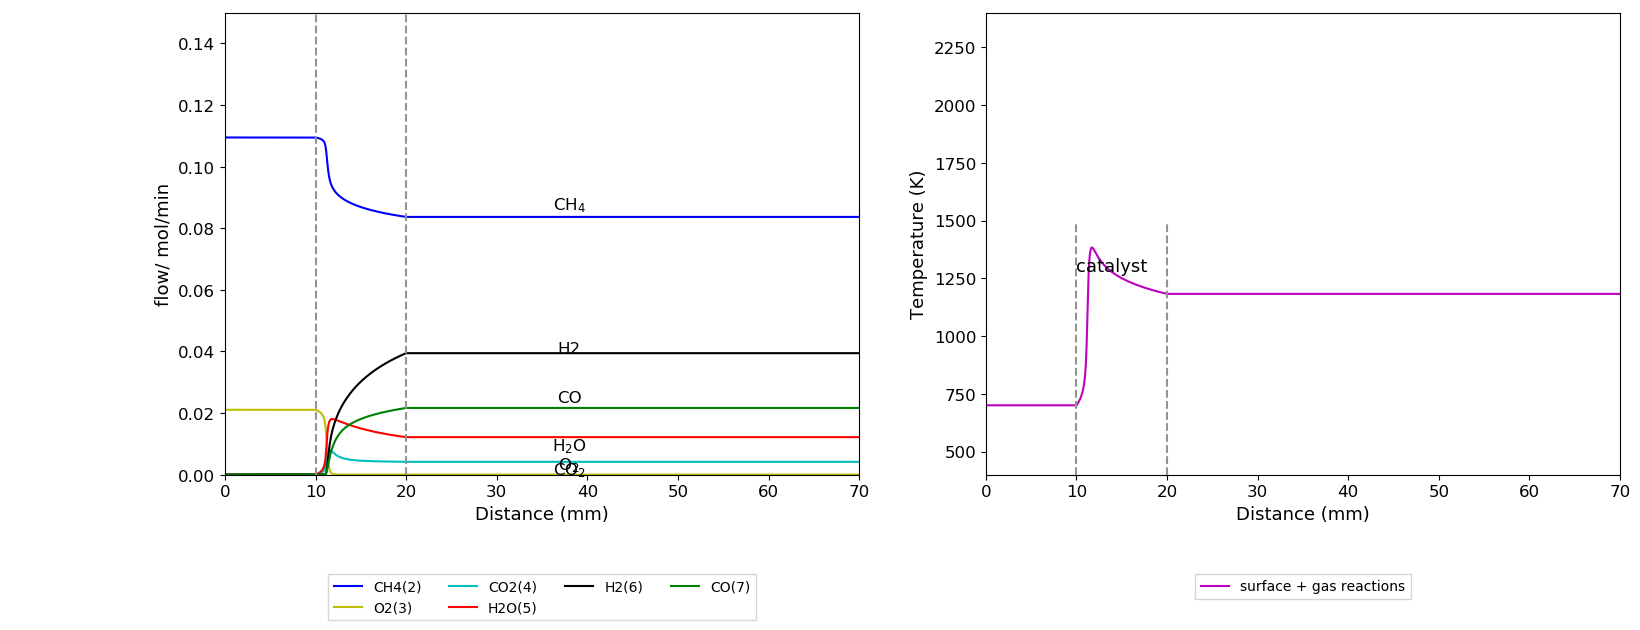 flow/ mol/min
0.14
0.12
0.10
0.08
0.06
0.04
0.02
0.00
CH₄
H2
CO
H₂O
O₂
CO₂
0 10 20 30 40 50 60 70
Distance (mm)
CH4(2) CO2(4) H2(6) CO(7)
O2(3) H2O(5)
Temperature (K)
2250
2000
1750
1500
1250
1000
750
500
catalyst
0 10 20 30 40 50 60 70
Distance (mm)
surface + gas reactions